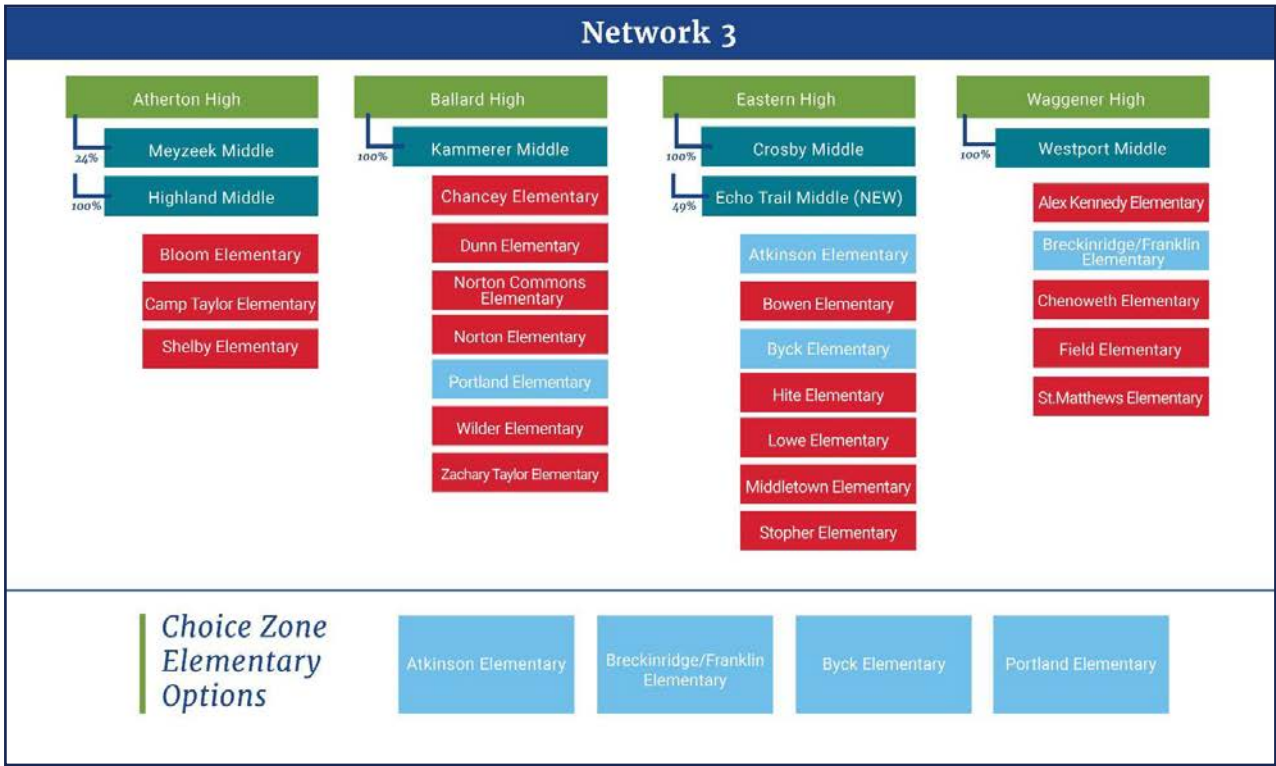 Network 3
Atherton High
24%
Meyzeek Middle
100%
Highland Middle
Bloom Elementary
Camp Taylor Elementary
Shelby Elementary
Ballard High
100%
Kammerer Middle
Chancey Elementary
Dunn Elementary
Norton Commons
Elementary
Norton Elementary
Portland Elementary
Wilder Elementary
Zachary Taylor Elementary
Eastern High
100%
Crosby Middle
49%
Echo Trail Middle (NEW)
Atkinson Elementary
Bowen Elementary
Byck Elementary
Hite Elementary
Lowe Elementary
Middletown Elementary
Stopher Elementary
Waggener High
100%
Westport Middle
Alex Kennedy Elementary
Breckinridge/Franklin
Elementary
Chenoweth Elementary
Field Elementary
St.Matthews Elementary
Choice Zone
Elementary
Options
Atkinson Elementary
Breckinridge/Franklin
Elementary
Byck Elementary
Portland Elementary